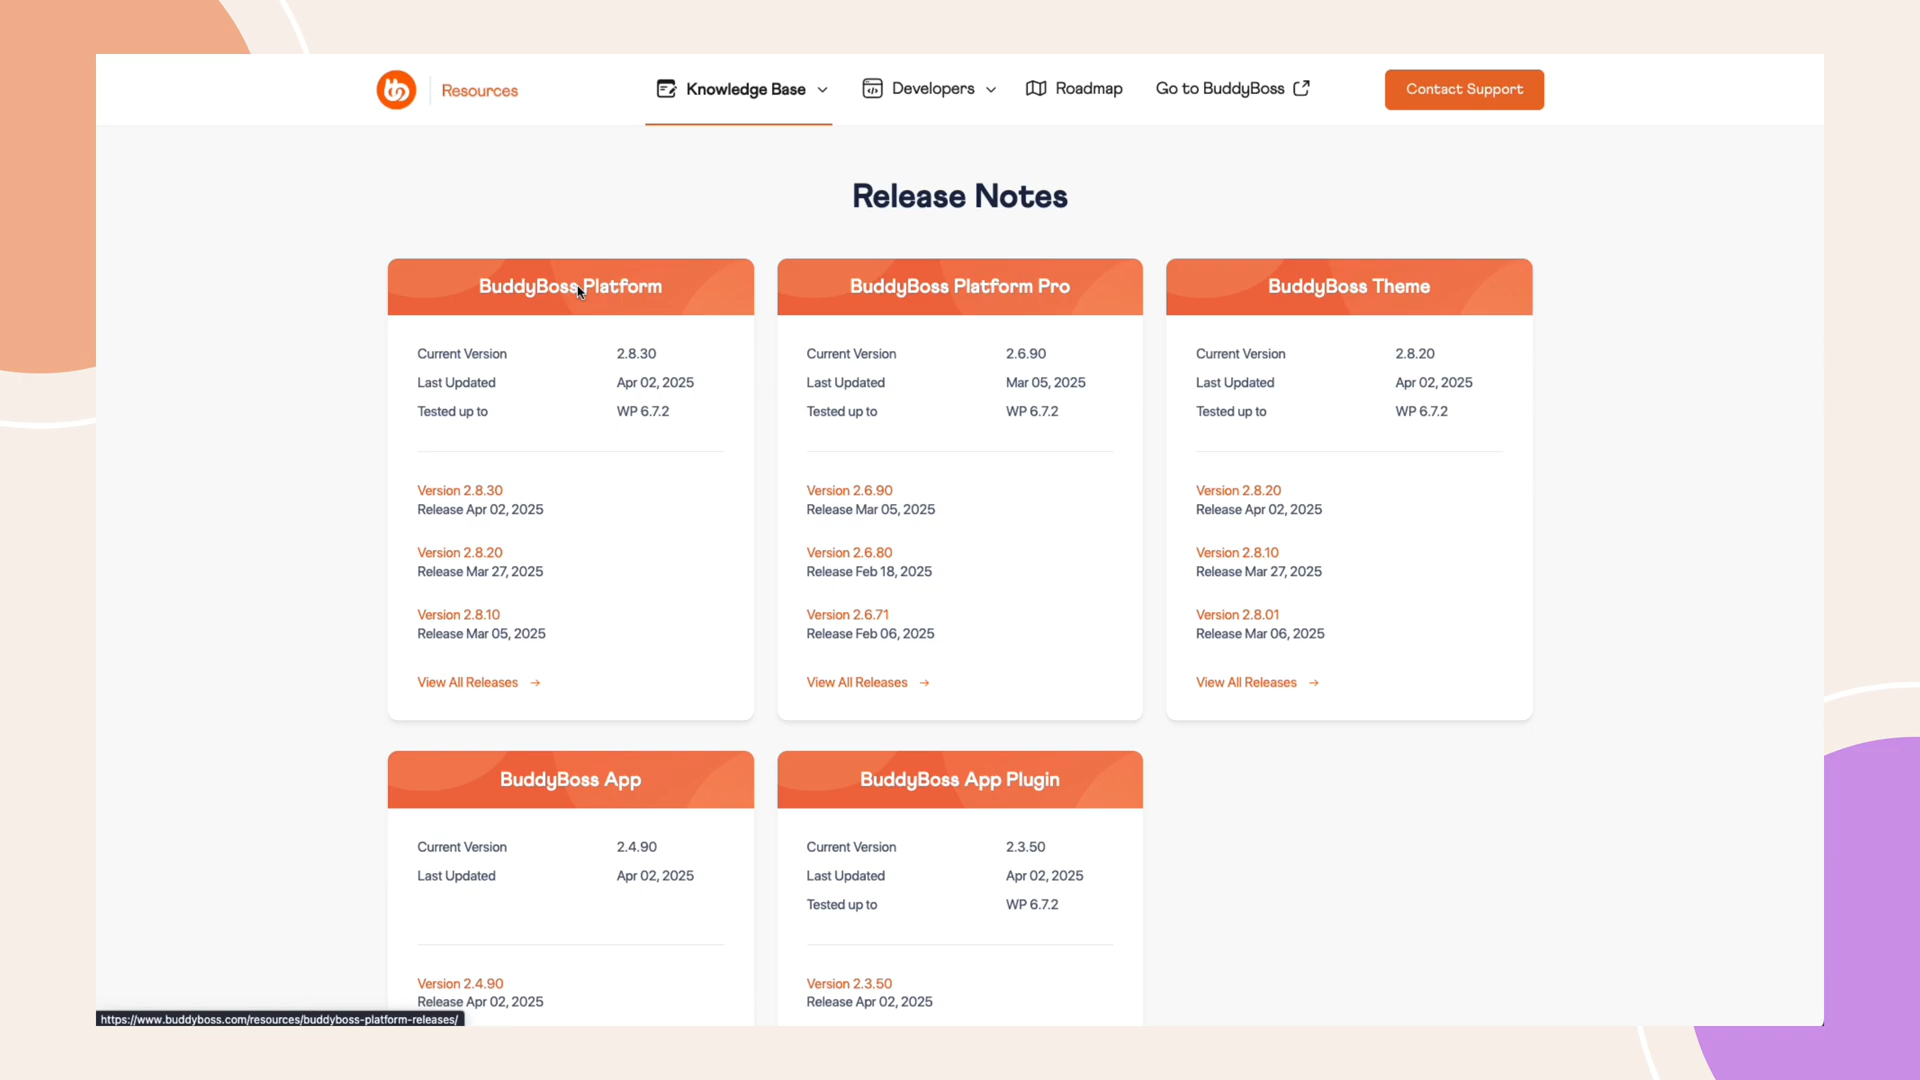 Resources
Knowledge Base
Developers
Roadmap
Go to BuddyBoss
Contact Support
Release Notes
BuddyBoss Platform
Current Version 2.8.30
Last Updated Apr 02, 2025
Tested up to WP 6.7.2
Version 2.8.30
Release Apr 02, 2025
Version 2.8.20
Release Mar 27, 2025
Version 2.8.10
Release Mar 05, 2025
View All Releases →
BuddyBoss Platform Pro
Current Version 2.6.90
Last Updated Mar 05, 2025
Tested up to WP 6.7.2
Version 2.6.90
Release Mar 05, 2025
Version 2.6.80
Release Feb 18, 2025
Version 2.6.71
Release Feb 06, 2025
View All Releases →
BuddyBoss Theme
Current Version 2.8.20
Last Updated Apr 02, 2025
Tested up to WP 6.7.2
Version 2.8.20
Release Apr 02, 2025
Version 2.8.10
Release Mar 27, 2025
Version 2.8.01
Release Mar 06, 2025
View All Releases →
BuddyBoss App
Current Version 2.4.90
Last Updated Apr 02, 2025
Version 2.4.90
Release Apr 02, 2025
BuddyBoss App Plugin
Current Version 2.3.50
Last Updated Apr 02, 2025
Tested up to WP 6.7.2
Version 2.3.50
Release Apr 02, 2025
https://www.buddyboss.com/resources/buddyboss-platform-releases/